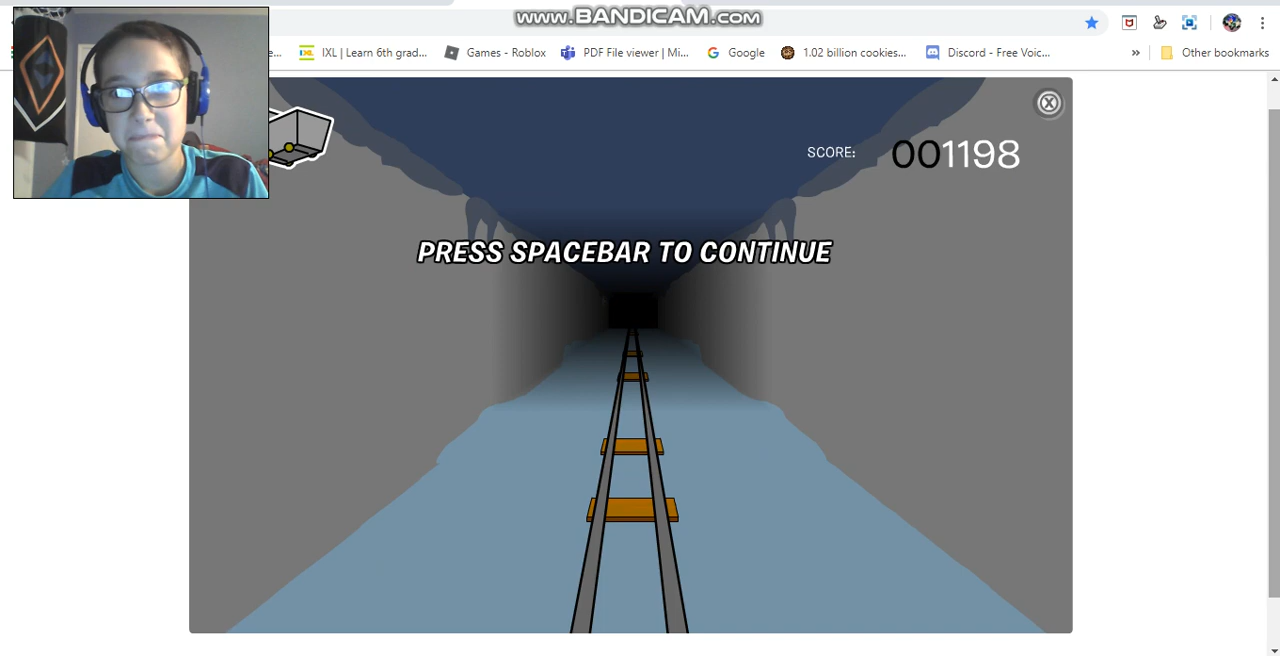 www.BANDICAM.com
e... IXL | Learn 6th grad... Games - Roblox PDF File viewer | Mi... Google 1.02 billion cookies... Discord - Free Voic... » Other bookmarks
SCORE: 001198
PRESS SPACEBAR TO CONTINUE